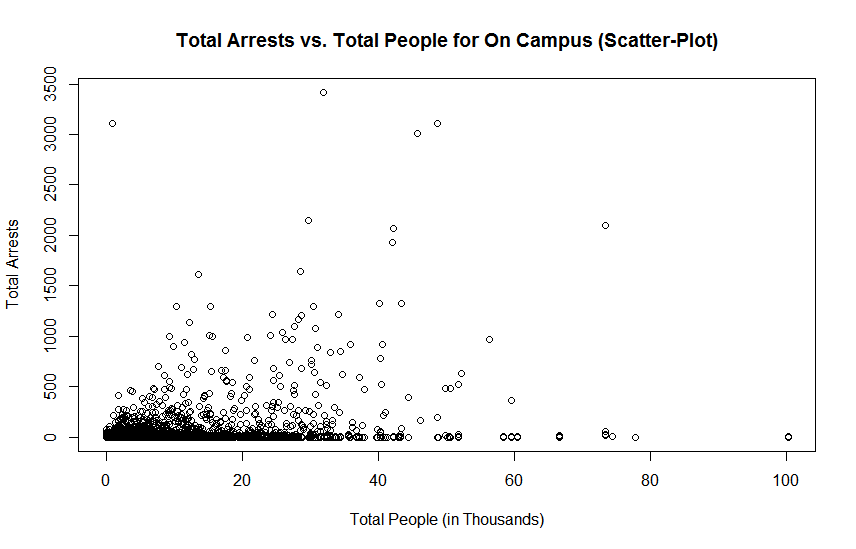 Total Arrests vs. Total People for On Campus (Scatter-Plot)
3500
3000
2500
2000
1500
1000
500
0
Total Arrests
0 20 40 60 80 100
Total People (in Thousands)